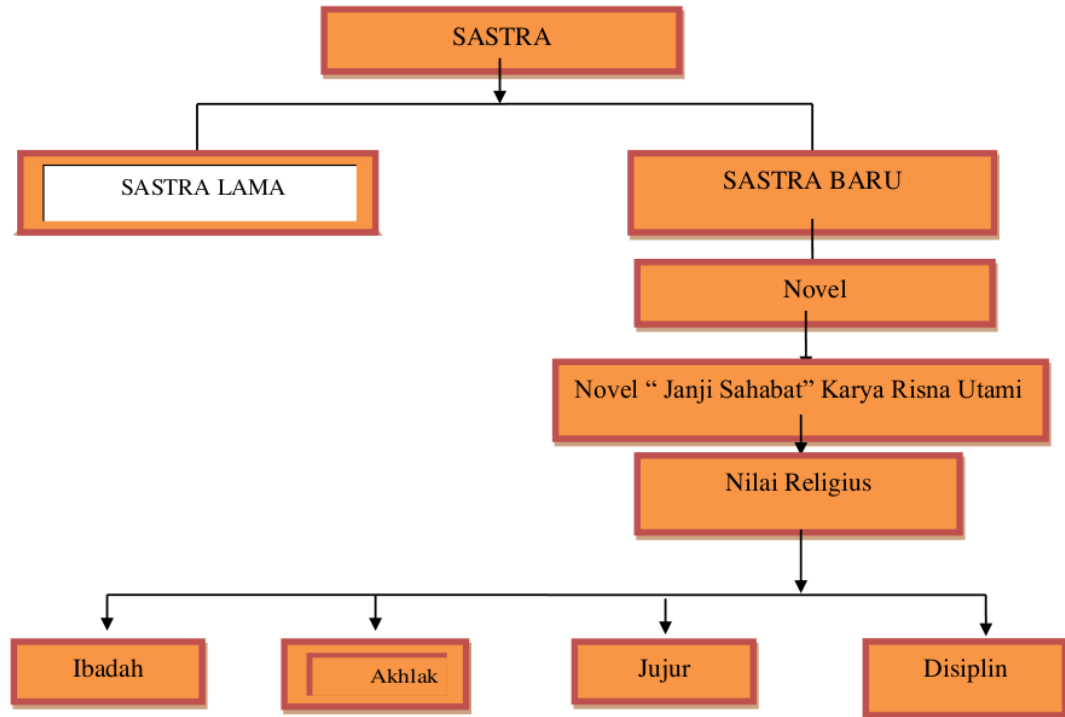 SASTRA
SASTRA LAMA
SASTRA BARU
Novel
Novel “ Janji Sahabat” Karya Risna Utami
Nilai Religius
Ibadah
Akhlak
Jujur
Disiplin